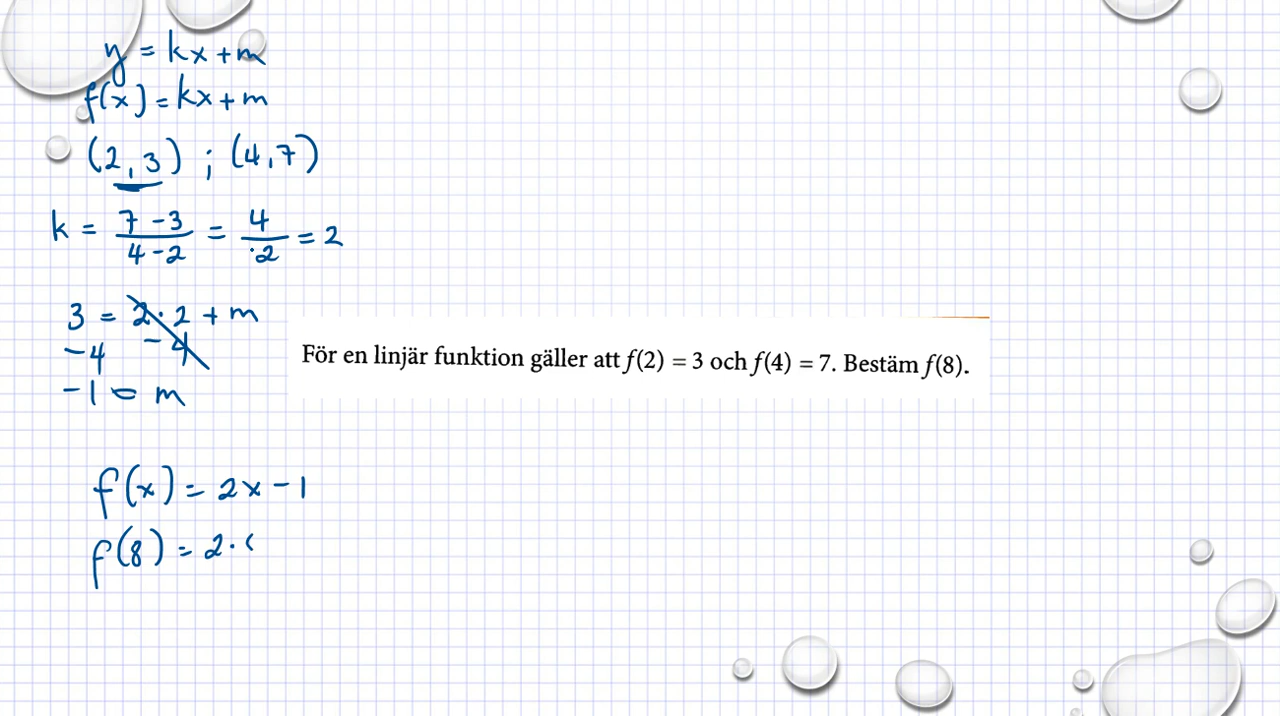 y = kx + m
f(x) = kx + m
(2, 3) ; (4, 7)
k = (7 - 3)/(4 - 2) = 4/2 = 2
3 = 2 · 2 + m
-4 -4
-1 = m
För en linjär funktion gäller att f(2) = 3 och f(4) = 7. Bestäm f(8).
f(x) = 2x - 1
f(8) = 2 ·